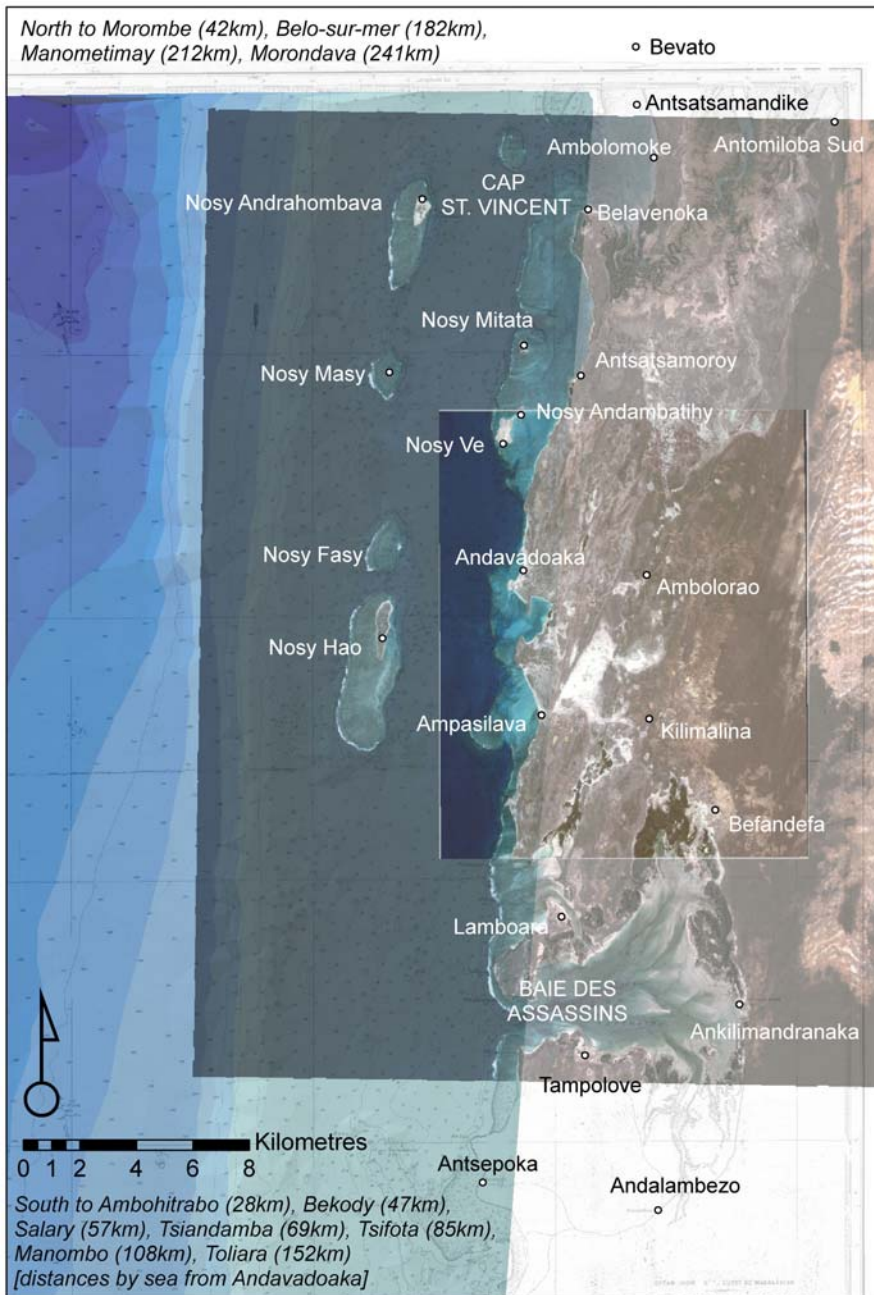 North to Morombe (42km), Belo-sur-mer (182km),
Manometimay (212km), Morondava (241km)
Bevato
Antsatsamandike
Antomiloba Sud
Ambolomoke
CAP
ST. VINCENT
Nosy Andrahombava
Belavenoka
Nosy Mitata
Nosy Masy
Antsatsamoroy
Nosy Andambatihy
Nosy Ve
Nosy Fasy
Andavadoaka
Ambolorao
Nosy Hao
Ampasilava
Kilimalina
Befandefa
Lamboara
BAIE DES
ASSASSINS
Ankilimandranaka
Tampolove
Kilometres
0 1 2 4 6 8
Antsepoka
Andalambezo
South to Ambohitrabo (28km), Bekody (47km),
Salary (57km), Tsiandamba (69km), Tsifota (85km),
Manombo (108km), Toliara (152km)
[distances by sea from Andavadoaka]